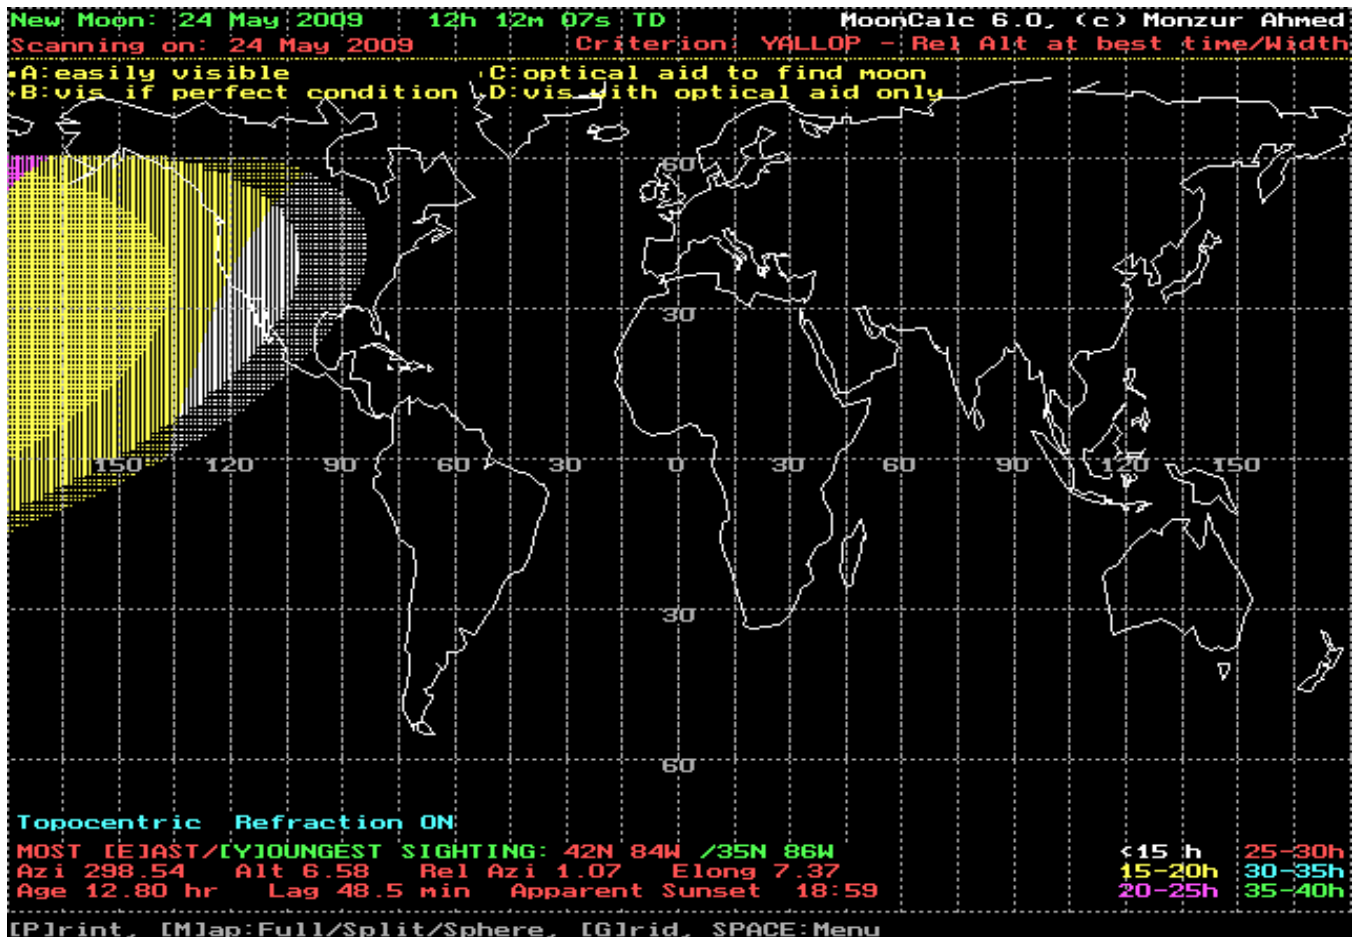 New Moon: 24 May 2009 12h 12m 07s TD MoonCalc 6.0, (c) Monzur Ahmed
Scanning on: 24 May 2009 Criterion: YALLOP - Rel Alt at best time/Width
A:easily visible C:optical aid to find moon
B:vis if perfect condition D:vis with optical aid only
60
30
150 120 90 60 30 0 30 60 90 120 150
30
60
Topocentric Refraction ON
MOST [E]AST/[Y]OUNGEST SIGHTING: 42N 84W /35N 86W <15 h 25-30h
Azi 298.54 Alt 6.58 Rel Azi 1.07 Elong 7.37 15-20h 30-35h
Age 12.80 hr Lag 48.5 min Apparent Sunset 18:59 20-25h 35-40h
[P]rint, [M]ap:Full/Split/Sphere, [G]rid, SPACE:Menu